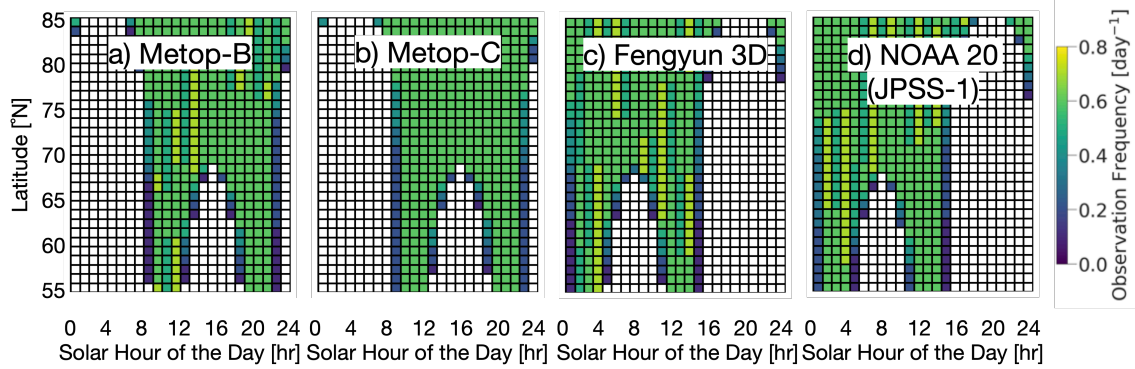 a) Metop-B
b) Metop-C
c) Fengyun 3D
d) NOAA 20
(JPSS-1)
Latitude [°N]
85
80
75
70
65
60
55
0 4 8 12 16 20 24
0 4 8 12 16 20 24
0 4 8 12 16 20 24
0 4 8 12 16 20 24
Solar Hour of the Day [hr]
Solar Hour of the Day [hr]
Solar Hour of the Day [hr]
Solar Hour of the Day [hr]
0.8
0.6
0.4
0.2
0.0
Observation Frequency [day⁻¹]